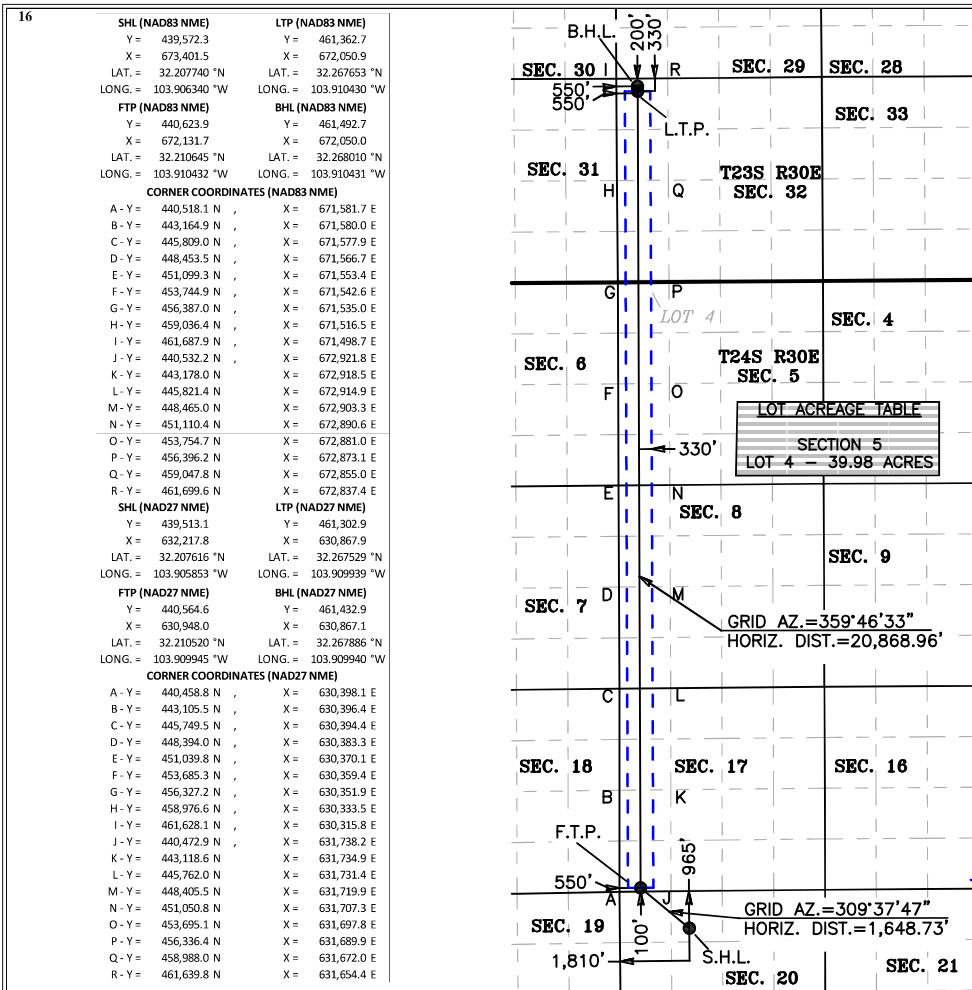 16
SHL (NAD83 NME) LTP (NAD83 NME)
Y = 439,572.3 Y = 461,362.7
X = 673,401.5 X = 672,050.9
LAT. = 32.207740 °N LAT. = 32.267653 °N
LONG. = 103.906340 °W LONG. = 103.910430 °W
FTP (NAD83 NME) BHL (NAD83 NME)
Y = 440,623.9 Y = 461,492.7
X = 672,131.7 X = 672,050.0
LAT. = 32.210645 °N LAT. = 32.268010 °N
LONG. = 103.910432 °W LONG. = 103.910431 °W
CORNER COORDINATES (NAD83 NME)
A - Y = 440,518.1 N , X = 671,581.7 E
B - Y = 443,164.9 N , X = 671,580.0 E
C - Y = 445,809.0 N , X = 671,577.9 E
D - Y = 448,453.5 N , X = 671,566.7 E
E - Y = 451,099.3 N , X = 671,553.4 E
F - Y = 453,744.9 N , X = 671,542.6 E
G - Y = 456,387.0 N , X = 671,535.0 E
H - Y = 459,036.4 N , X = 671,516.5 E
I - Y = 461,687.9 N , X = 671,498.7 E
J - Y = 440,532.2 N , X = 672,921.8 E
K - Y = 443,178.0 N X = 672,918.5 E
L - Y = 445,821.4 N X = 672,914.9 E
M - Y = 448,465.0 N X = 672,903.3 E
N - Y = 451,110.4 N X = 672,890.6 E
O - Y = 453,754.7 N X = 672,881.0 E
P - Y = 456,396.2 N X = 672,873.1 E
Q - Y = 459,047.8 N X = 672,855.0 E
R - Y = 461,699.6 N X = 672,837.4 E
SHL (NAD27 NME) LTP (NAD27 NME)
Y = 439,513.1 Y = 461,302.9
X = 632,217.8 X = 630,867.9
LAT. = 32.207616 °N LAT. = 32.267529 °N
LONG. = 103.905853 °W LONG. = 103.909939 °W
FTP (NAD27 NME) BHL (NAD27 NME)
Y = 440,564.6 Y = 461,432.9
X = 630,948.0 X = 630,867.1
LAT. = 32.210520 °N LAT. = 32.267886 °N
LONG. = 103.909945 °W LONG. = 103.909940 °W
CORNER COORDINATES (NAD27 NME)
A - Y = 440,458.8 N , X = 630,398.1 E
B - Y = 443,105.5 N , X = 630,396.4 E
C - Y = 445,749.5 N , X = 630,394.4 E
D - Y = 448,394.0 N , X = 630,383.3 E
E - Y = 451,039.8 N , X = 630,370.1 E
F - Y = 453,685.3 N , X = 630,359.4 E
G - Y = 456,327.2 N , X = 630,351.9 E
H - Y = 458,976.6 N , X = 630,333.5 E
I - Y = 461,628.1 N , X = 630,315.8 E
J - Y = 440,472.9 N , X = 631,738.2 E
K - Y = 443,118.6 N X = 631,734.9 E
L - Y = 445,762.0 N X = 631,731.4 E
M - Y = 448,405.5 N X = 631,719.9 E
N - Y = 451,050.8 N X = 631,707.3 E
O - Y = 453,695.1 N X = 631,697.8 E
P - Y = 456,336.4 N X = 631,689.9 E
Q - Y = 458,988.0 N X = 631,672.0 E
R - Y = 461,639.8 N X = 631,654.4 E
B.H.L. 200' 330'
SEC. 30 I R SEC. 29 SEC. 28
550'
550'
SEC. 33
L.T.P.
SEC. 31
T23S R30E
H Q SEC. 32
G P
LOT 4
SEC. 4
SEC. 6
T24S R30E
SEC. 5
F O
LOT ACREAGE TABLE
SECTION 5
LOT 4 - 39.98 ACRES
330'
E N
SEC. 8
SEC. 9
D M
SEC. 7
GRID AZ.=359°46'33"
HORIZ. DIST.=20,868.96'
C L
SEC. 18 SEC. 17 SEC. 16
B K
F.T.P.
965'
550'
A J
100'
GRID AZ.=309°37'47"
HORIZ. DIST.=1,648.73'
SEC. 19
1,810'
S.H.L.
SEC. 20
SEC. 21